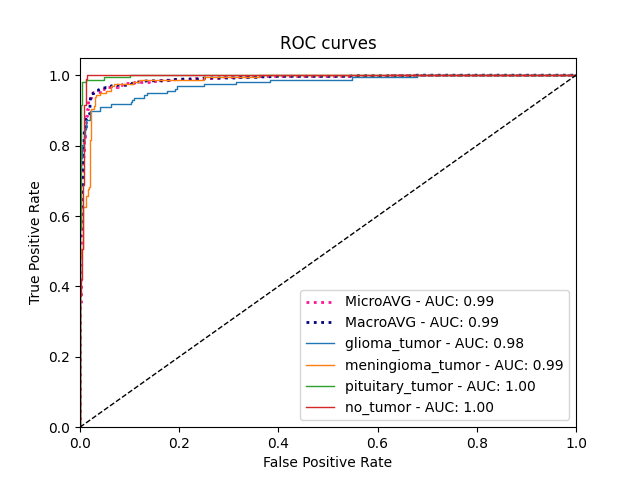 ROC curves
True Positive Rate
1.0
0.8
0.6
0.4
0.2
0.0
MicroAVG - AUC: 0.99
MacroAVG - AUC: 0.99
glioma_tumor - AUC: 0.98
meningioma_tumor - AUC: 0.99
pituitary_tumor - AUC: 1.00
no_tumor - AUC: 1.00
0.0 0.2 0.4 0.6 0.8 1.0
False Positive Rate